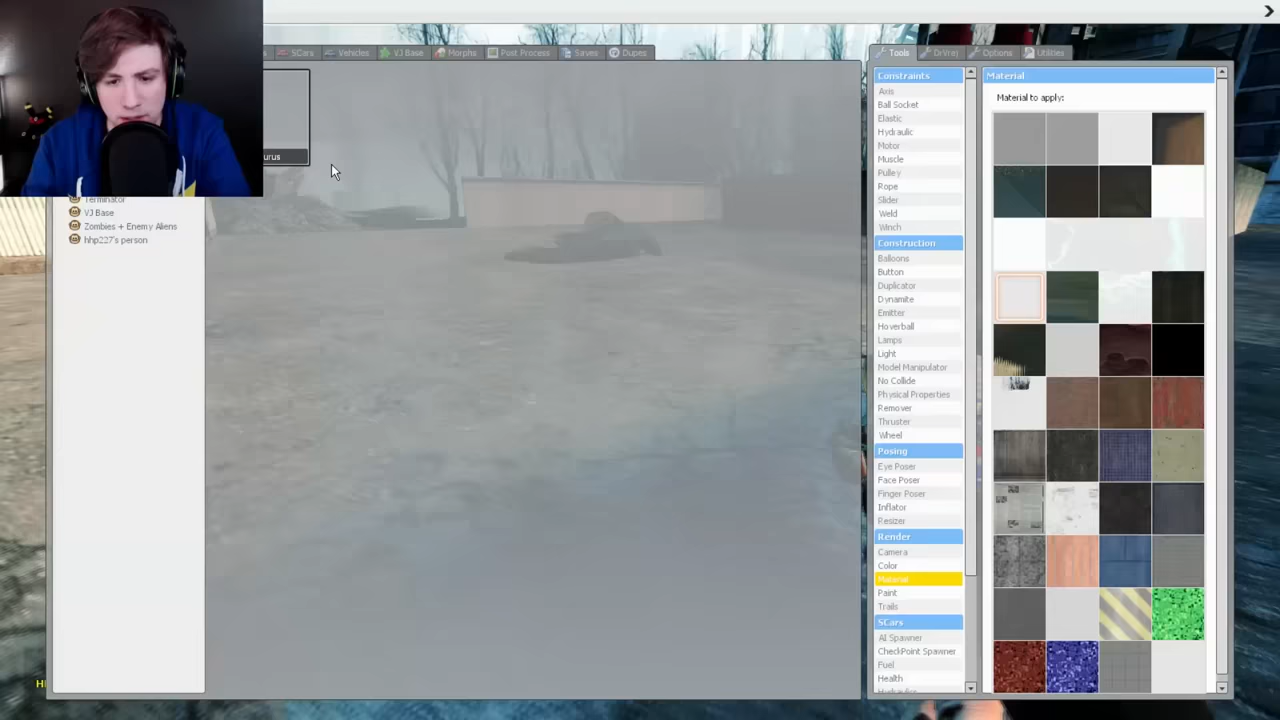 SCars Vehicles VJ Base Morphs Post Process Saves Dupes
Tools DrVrej Options Utilities
urus
Terminator
VJ Base
Zombies + Enemy Aliens
hhp227's person
Constraints
Axis
Ball Socket
Elastic
Hydraulic
Motor
Muscle
Pulley
Rope
Slider
Weld
Winch
Construction
Balloons
Button
Duplicator
Dynamite
Emitter
Hoverball
Lamps
Light
Model Manipulator
No Collide
Physical Properties
Remover
Thruster
Wheel
Posing
Eye Poser
Face Poser
Finger Poser
Inflator
Resizer
Render
Camera
Color
Material
Paint
Trails
SCars
AI Spawner
CheckPoint Spawner
Fuel
Health
Hydraulics
Material
Material to apply:
H